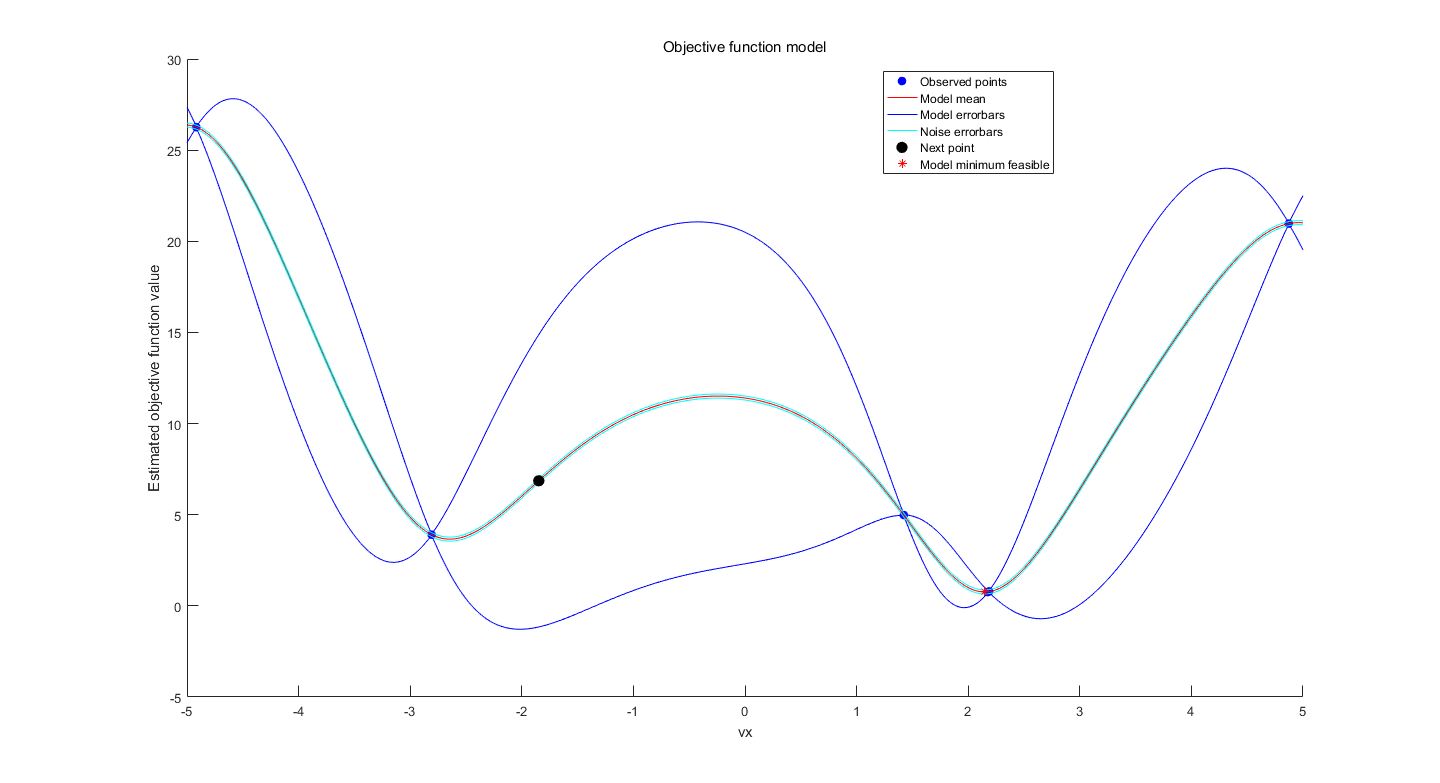 Objective function model
30
25
20
15
10
5
0
-5
Estimated objective function value
Observed points
Model mean
Model errorbars
Noise errorbars
Next point
Model minimum feasible
-5 -4 -3 -2 -1 0 1 2 3 4 5
vx